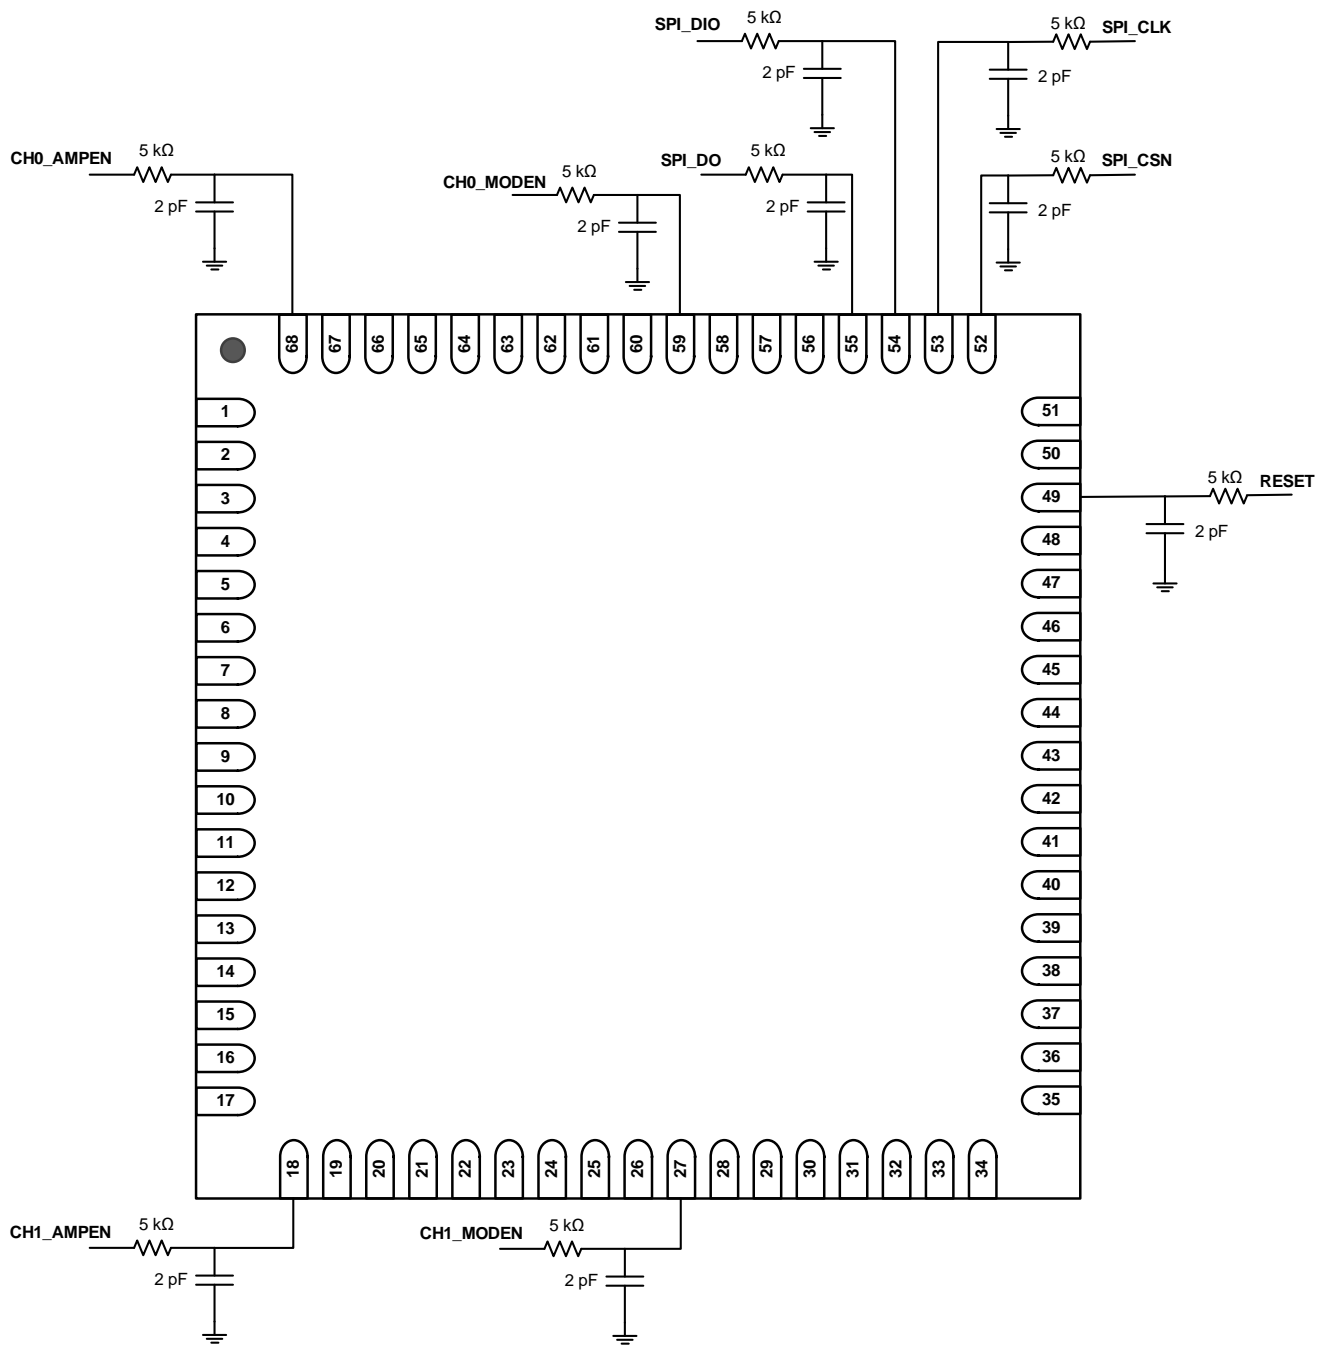 SPI_DIO
5 kΩ
2 pF
5 kΩ
SPI_CLK
2 pF
CH0_AMPEN
5 kΩ
2 pF
CH0_MODEN
5 kΩ
2 pF
SPI_DO
5 kΩ
2 pF
5 kΩ
SPI_CSN
2 pF
68
67
66
65
64
63
62
61
60
59
58
57
56
55
54
53
52
1
2
3
4
5
6
7
8
9
10
11
12
13
14
15
16
17
51
50
49
48
47
46
45
44
43
42
41
40
39
38
37
36
35
5 kΩ
RESET
2 pF
18
19
20
21
22
23
24
25
26
27
28
29
30
31
32
33
34
CH1_AMPEN
5 kΩ
2 pF
CH1_MODEN
5 kΩ
2 pF